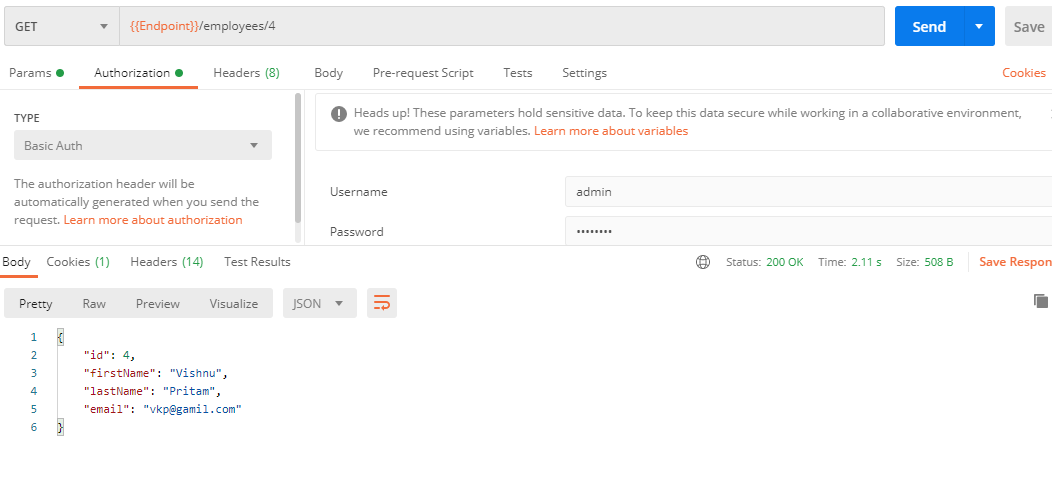 GET {{Endpoint}}/employees/4 Send Save
Params Authorization Headers (8) Body Pre-request Script Tests Settings Cookies
TYPE
Basic Auth
The authorization header will be
automatically generated when you send the
request. Learn more about authorization
Heads up! These parameters hold sensitive data. To keep this data secure while working in a collaborative environment,
we recommend using variables. Learn more about variables
Username admin
Password ••••••••
Body Cookies (1) Headers (14) Test Results Status: 200 OK Time: 2.11 s Size: 508 B Save Respon
Pretty Raw Preview Visualize JSON
1 {
2 "id": 4,
3 "firstName": "Vishnu",
4 "lastName": "Pritam",
5 "email": "vkp@gamil.com"
6 }